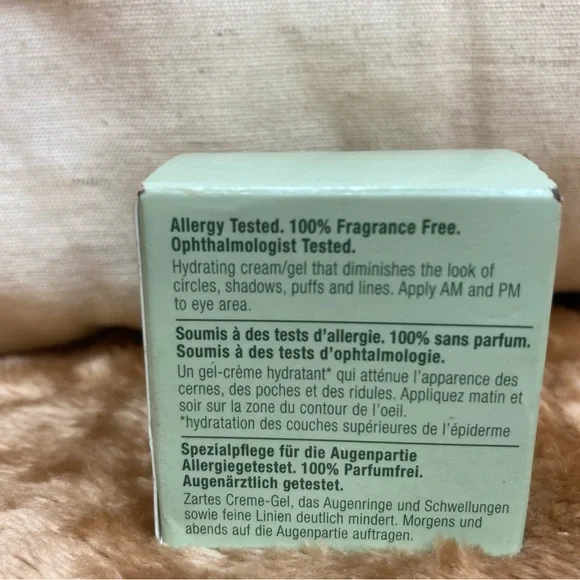 Allergy Tested. 100% Fragrance Free.
Ophthalmologist Tested.
Hydrating cream/gel that diminishes the look of
circles, shadows, puffs and lines. Apply AM and PM
to eye area.
Soumis à des tests d'allergie. 100% sans parfum.
Soumis à des tests d'ophtalmologie.
Un gel-crème hydratant* qui atténue l'apparence des
cernes, des poches et des ridules. Appliquez matin et
soir sur la zone du contour de l'oeil.
*hydratation des couches supérieures de l'épiderme
Spezialpflege für die Augenpartie
Allergiegetestet. 100% Parfumfrei.
Augenärztlich getestet.
Zartes Creme-Gel, das Augenringe und Schwellungen
sowie feine Linien deutlich mindert. Morgens und
abends auf die Augenpartie auftragen.